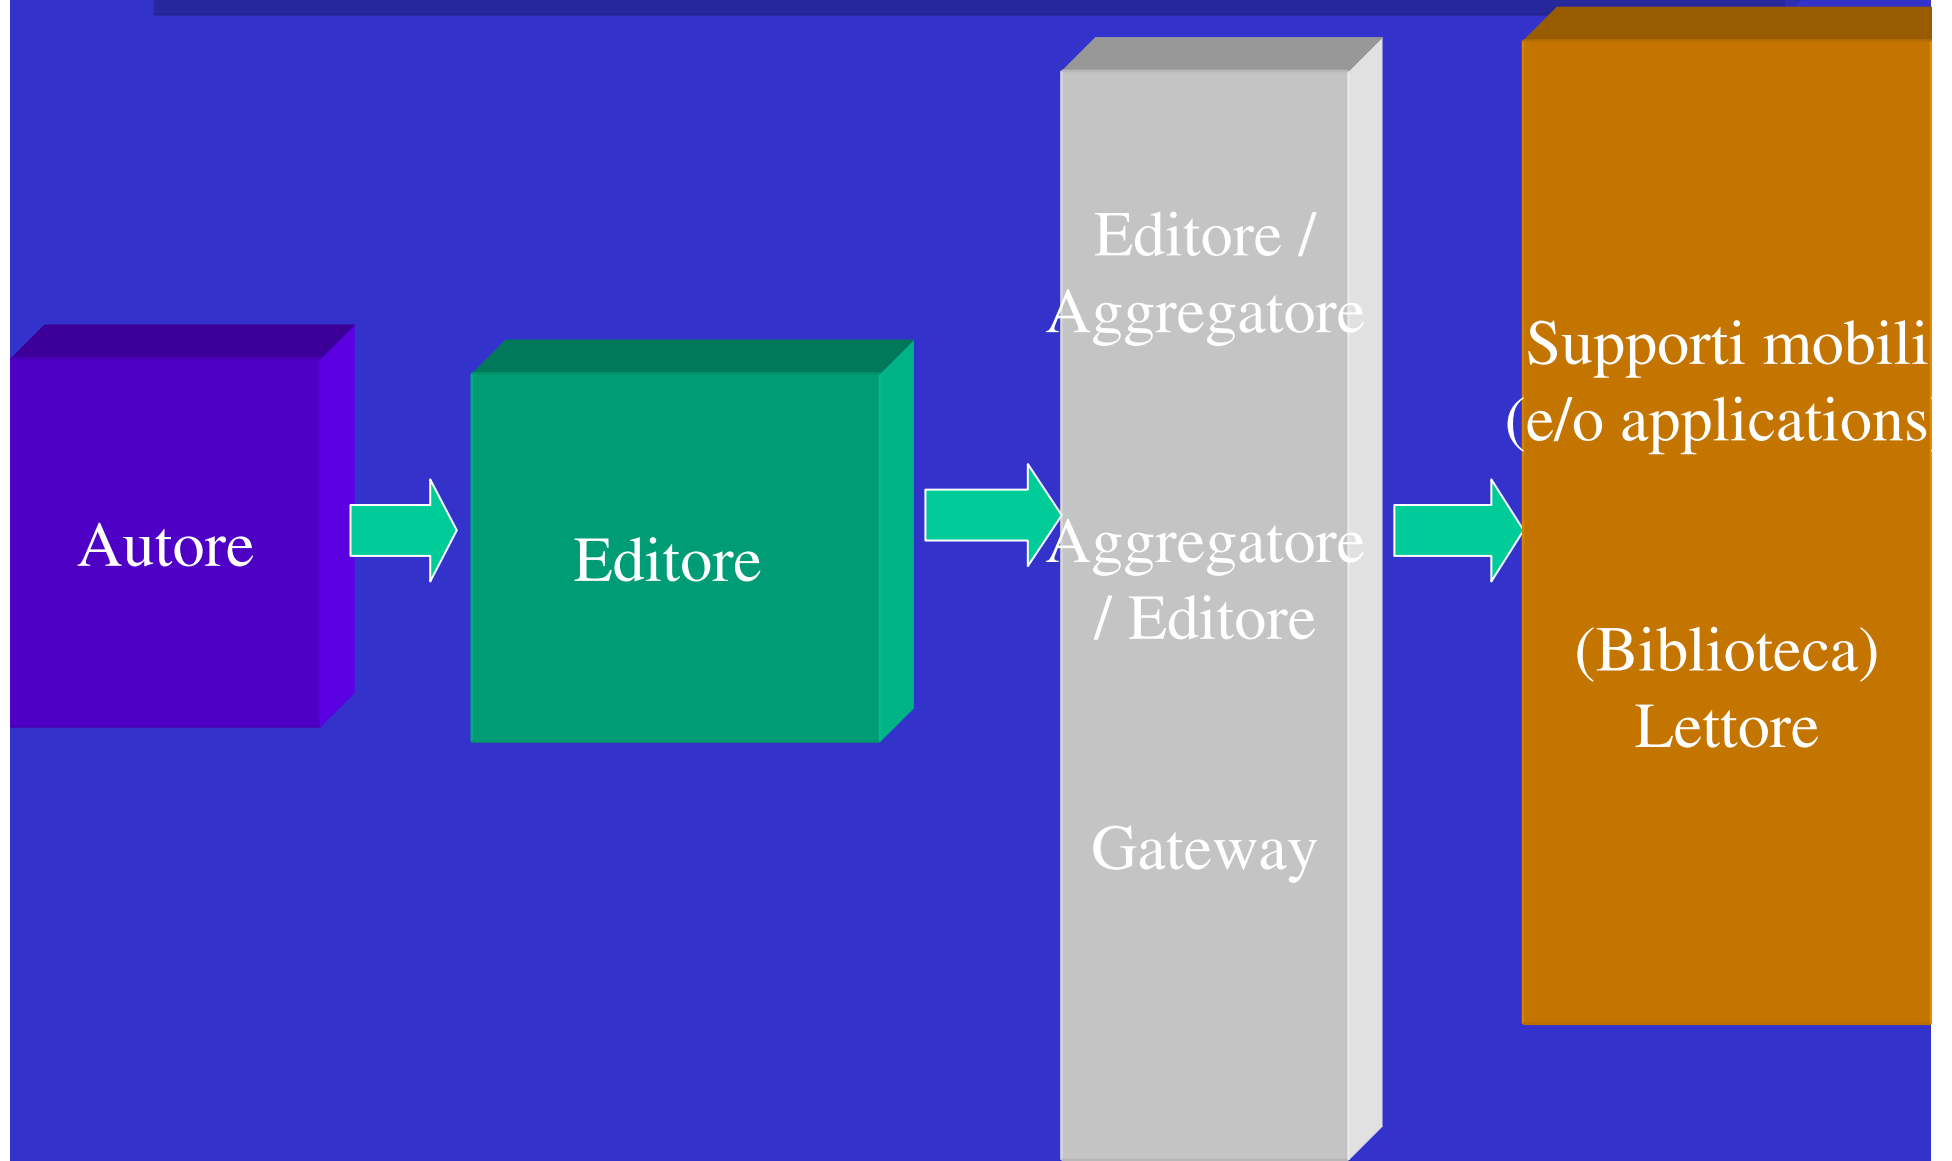 Autore
Editore
Editore /
Aggregatore
Aggregatore
/ Editore
Gateway
Supporti mobili
(e/o applications)
(Biblioteca)
Lettore